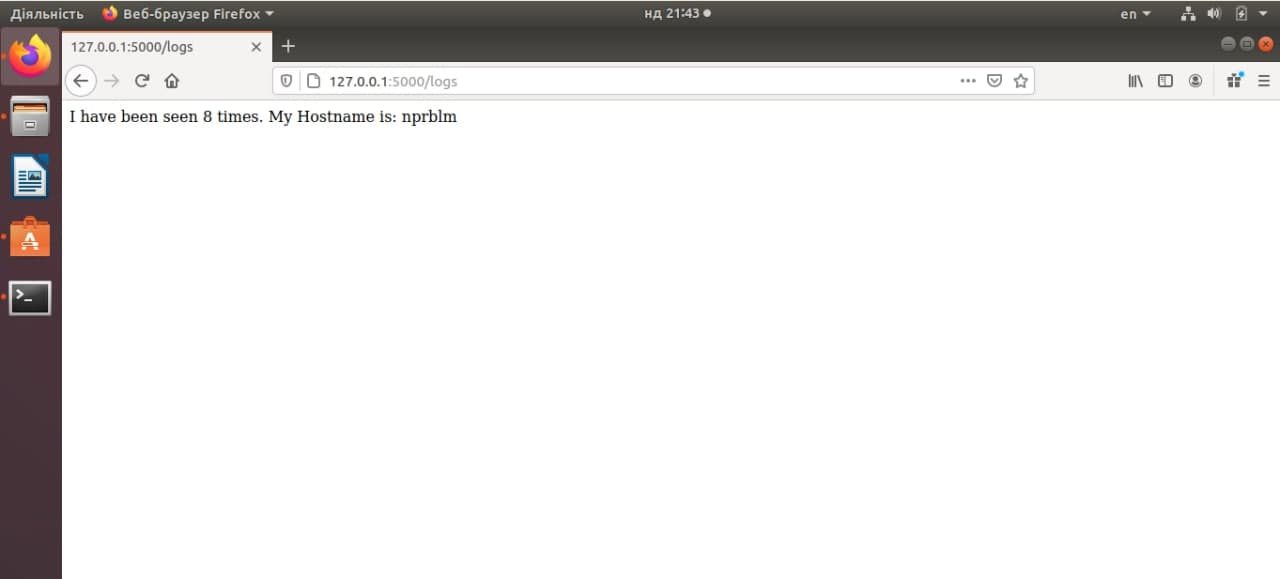 Діяльність Веб-браузер Firefox нд 21:43 en
127.0.0.1:5000/logs
127.0.0.1:5000/logs
I have been seen 8 times. My Hostname is: nprblm